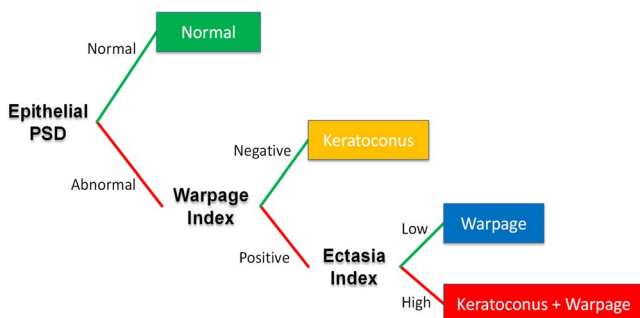 Normal
Normal
Epithelial
PSD
Abnormal
Negative
Keratoconus
Warpage
Index
Positive
Low
Warpage
Ectasia
Index
High
Keratoconus + Warpage